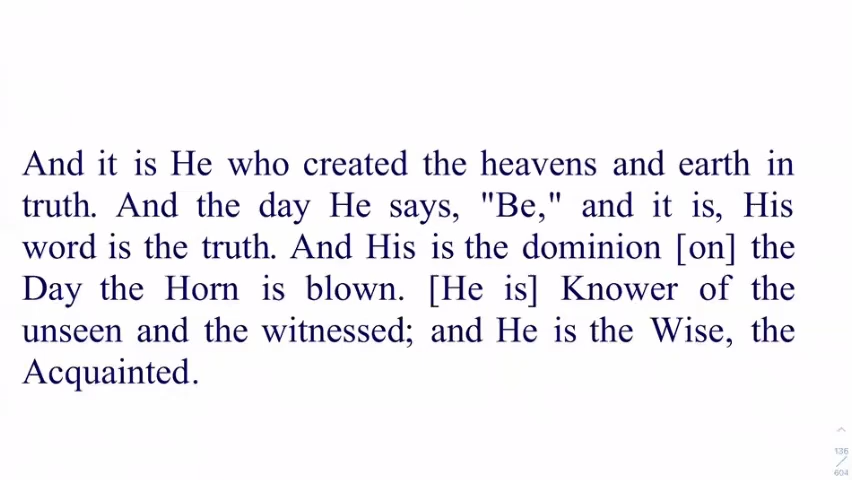 And it is He who created the heavens and earth in
truth. And the day He says, "Be," and it is, His
word is the truth. And His is the dominion [on] the
Day the Horn is blown. [He is] Knower of the
unseen and the witnessed; and He is the Wise, the
Acquainted.
136
604